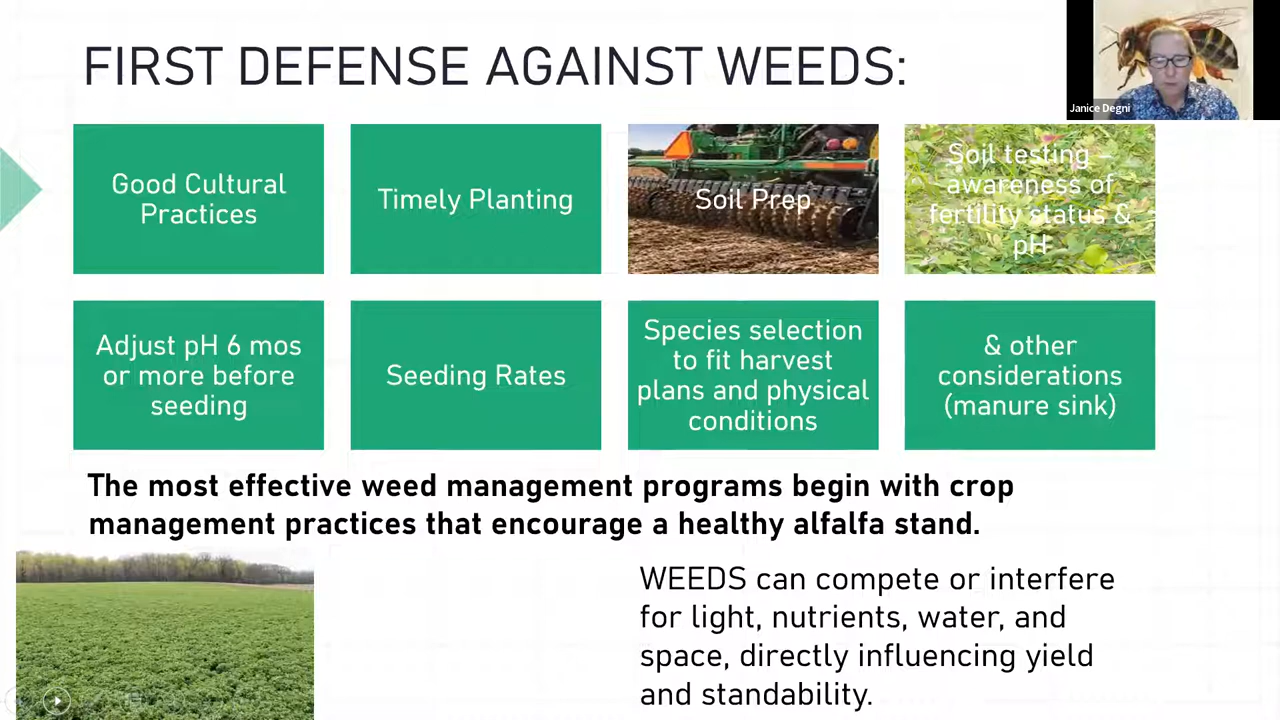 FIRST DEFENSE AGAINST WEEDS:
Janice Degni
Good Cultural
Practices
Timely Planting
Soil Prep
Soil testing –
awareness of
fertility status &
pH
Adjust pH 6 mos
or more before
seeding
Seeding Rates
Species selection
to fit harvest
plans and physical
conditions
& other
considerations
(manure sink)
The most effective weed management programs begin with crop
management practices that encourage a healthy alfalfa stand.
WEEDS can compete or interfere
for light, nutrients, water, and
space, directly influencing yield
and standability.